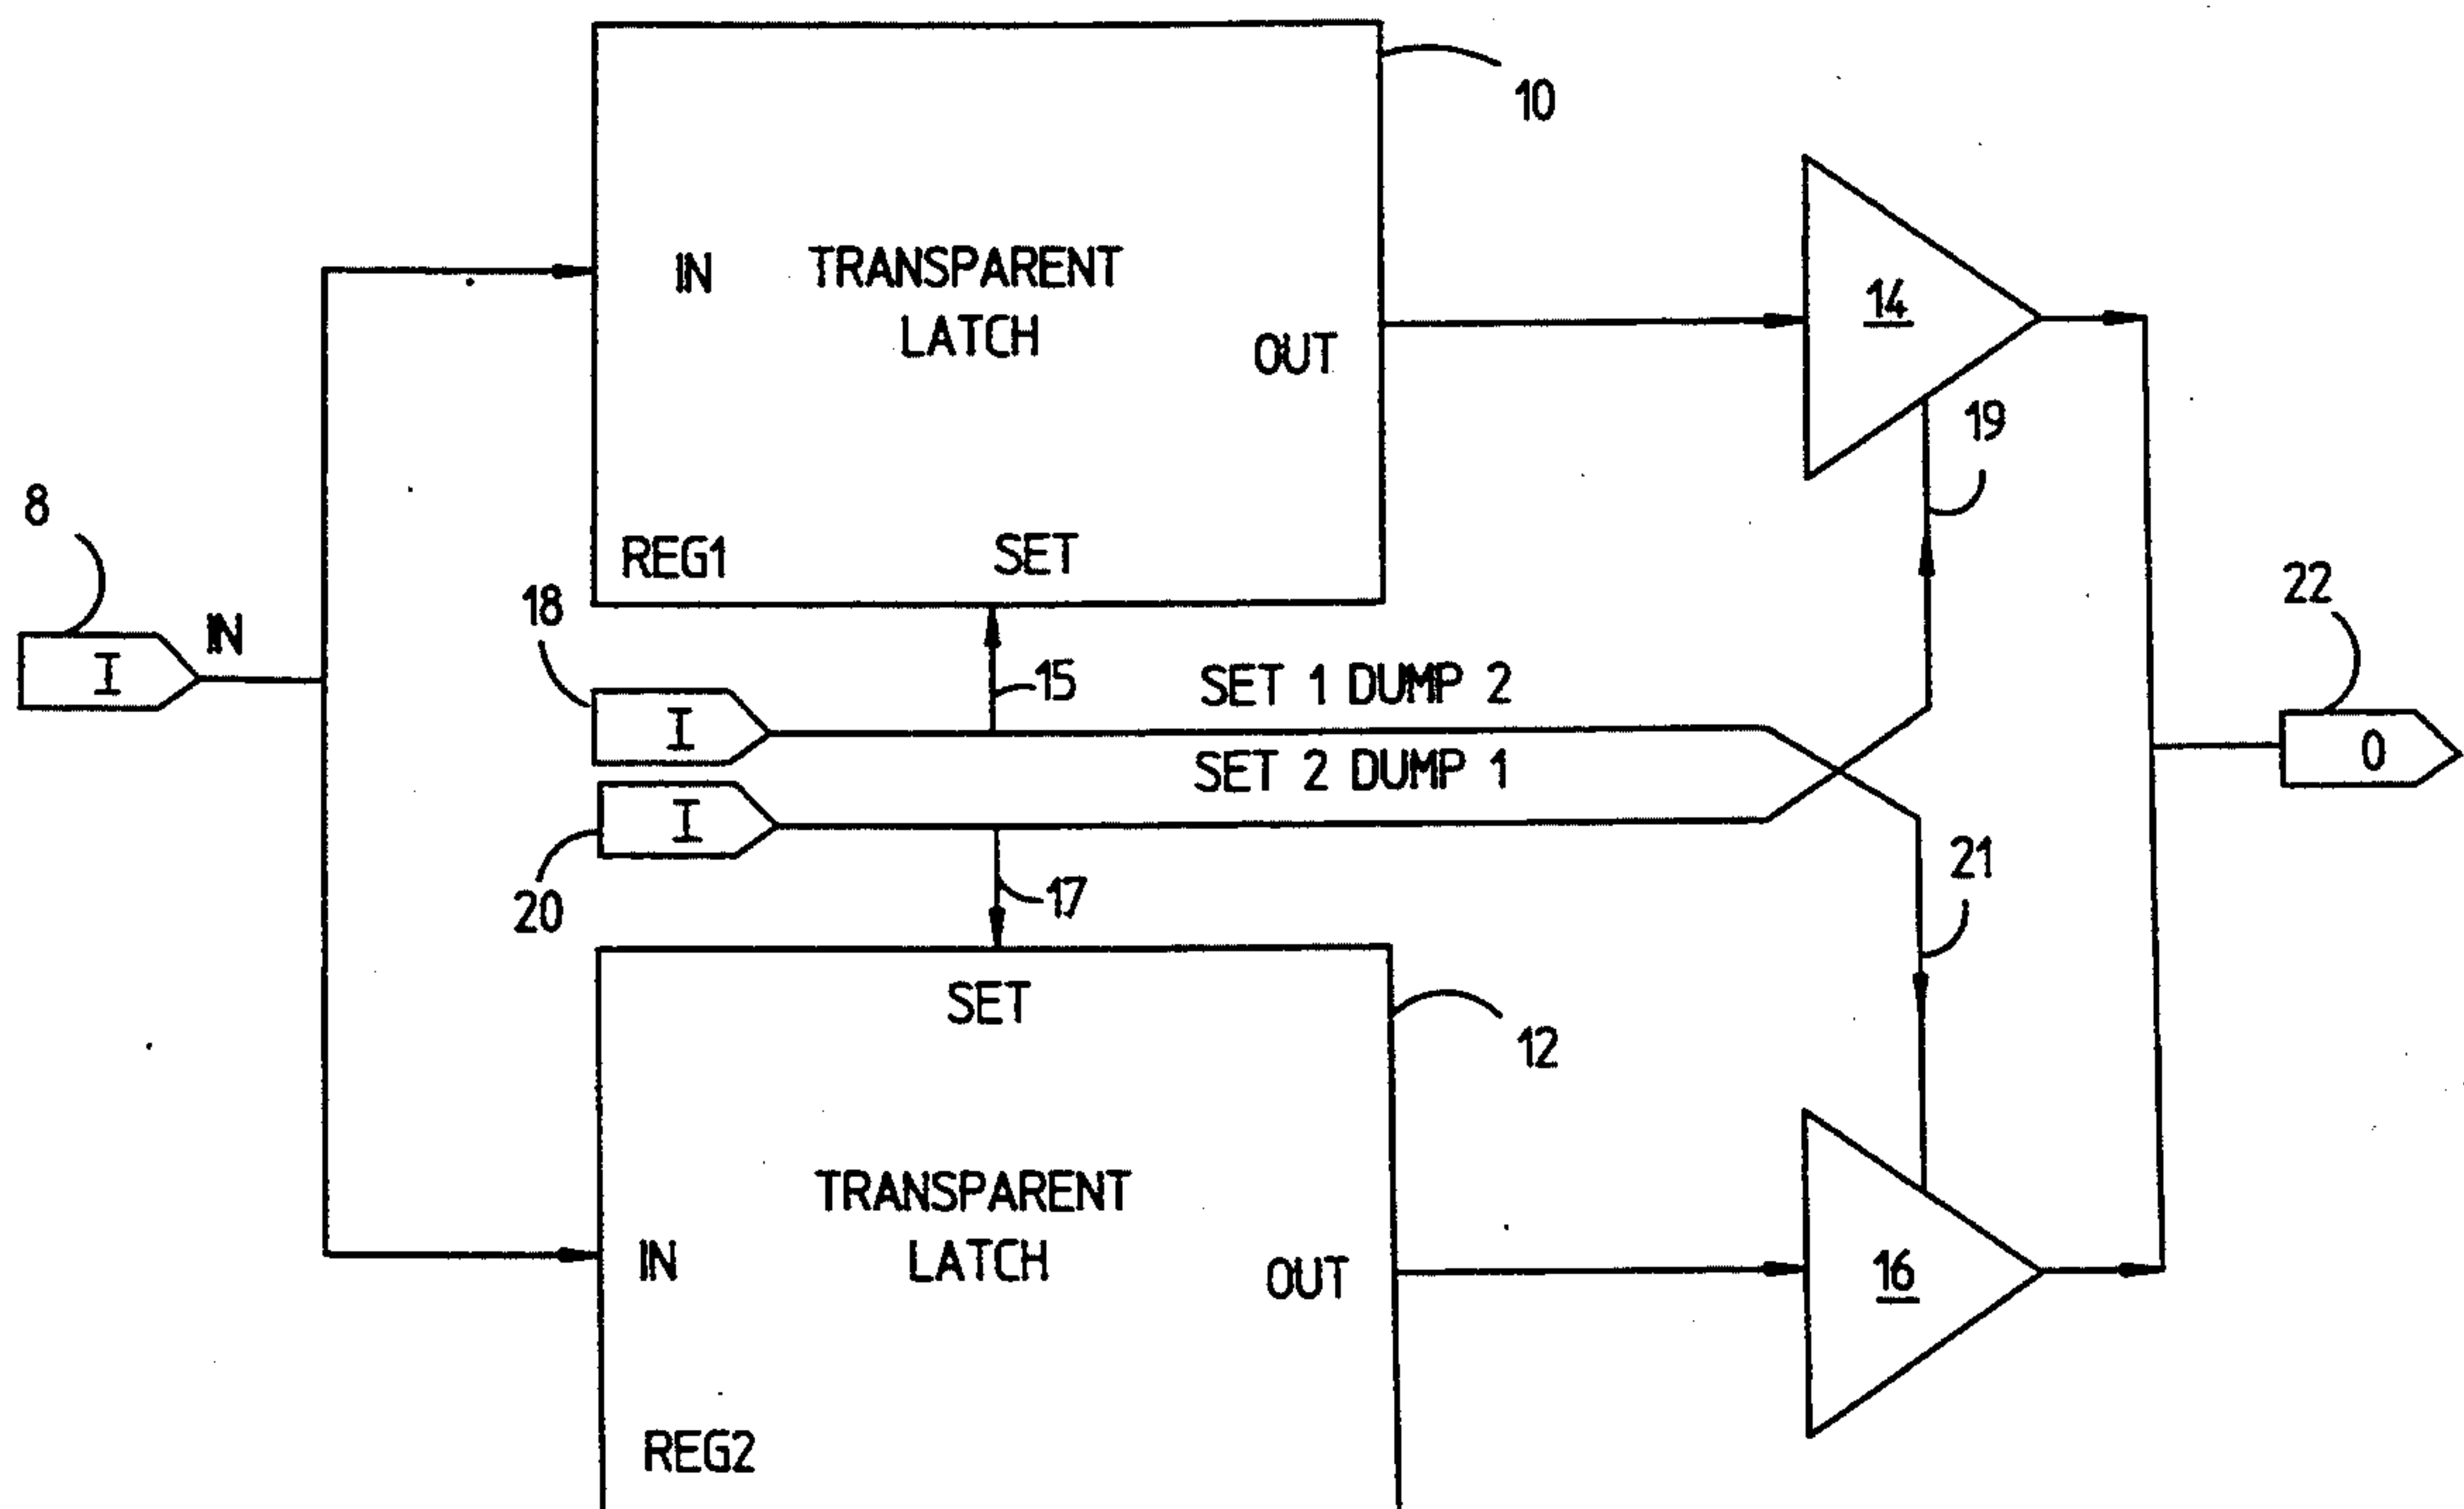 10
IN TRANSPARENT
LATCH
OUT
14
19
REG1 SET
8
IN
I
18
I
15
SET 1 DUMP 2
22
O
SET 2 DUMP 1
I
20
17
21
SET
12
TRANSPARENT
IN LATCH
OUT
16
REG2